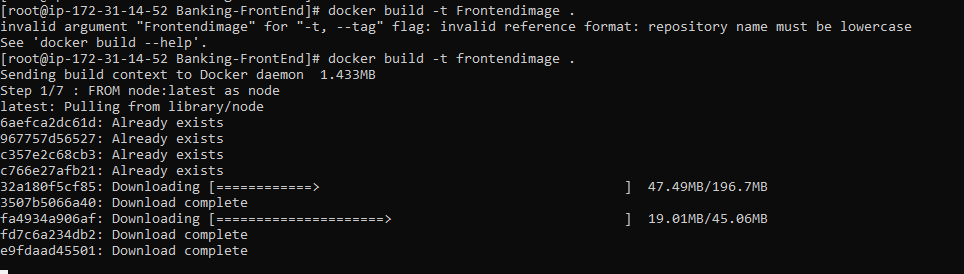 [root@ip-172-31-14-52 Banking-FrontEnd]# docker build -t Frontendimage .
invalid argument "Frontendimage" for "-t, --tag" flag: invalid reference format: repository name must be lowercase
See 'docker build --help'.
[root@ip-172-31-14-52 Banking-FrontEnd]# docker build -t frontendimage .
Sending build context to Docker daemon  1.433MB
Step 1/7 : FROM node:latest as node
latest: Pulling from library/node
6aefca2dc61d: Already exists
967757d56527: Already exists
c357e2c68cb3: Already exists
c766e27afb21: Already exists
32a180f5cf85: Downloading [============>                                      ]  47.49MB/196.7MB
3507b5066a40: Download complete
fa4934a906af: Downloading [=====================>                             ]  19.01MB/45.06MB
fd7c6a234db2: Download complete
e9fdaad45501: Download complete